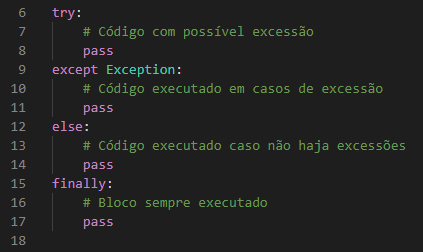 6 try:
7     # Código com possível excessão
8     pass
9 except Exception:
10     # Código executado em casos de excessão
11     pass
12 else:
13     # Código executado caso não haja excessões
14     pass
15 finally:
16     # Bloco sempre executado
17     pass
18